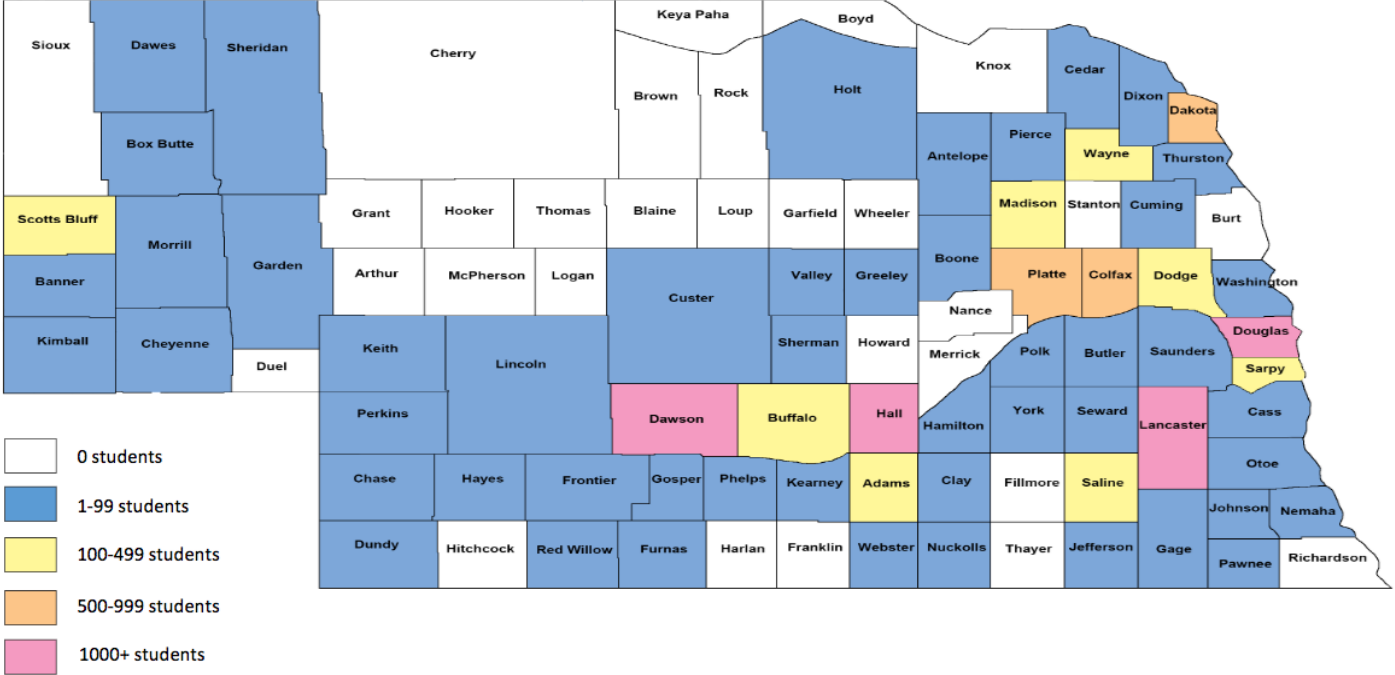 Sioux
Dawes
Sheridan
Cherry
Keya Paha
Boyd
Brown
Rock
Holt
Knox
Cedar
Dixon
Dakota
Box Butte
Antelope
Pierce
Wayne
Thurston
Scotts Bluff
Morrill
Garden
Grant
Hooker
Thomas
Blaine
Loup
Garfield
Wheeler
Madison
Stanton
Cuming
Burt
Banner
Arthur
McPherson
Logan
Custer
Valley
Greeley
Boone
Platte
Colfax
Dodge
Washington
Nance
Kimball
Cheyenne
Duel
Keith
Lincoln
Sherman
Howard
Merrick
Polk
Butler
Saunders
Douglas
Sarpy
Perkins
Dawson
Buffalo
Hall
Hamilton
York
Seward
Lancaster
Cass
Otoe
Chase
Hayes
Frontier
Gosper
Phelps
Kearney
Adams
Clay
Fillmore
Saline
Johnson
Nemaha
Dundy
Hitchcock
Red Willow
Furnas
Harlan
Franklin
Webster
Nuckolls
Thayer
Jefferson
Gage
Pawnee
Richardson
0 students
1-99 students
100-499 students
500-999 students
1000+ students